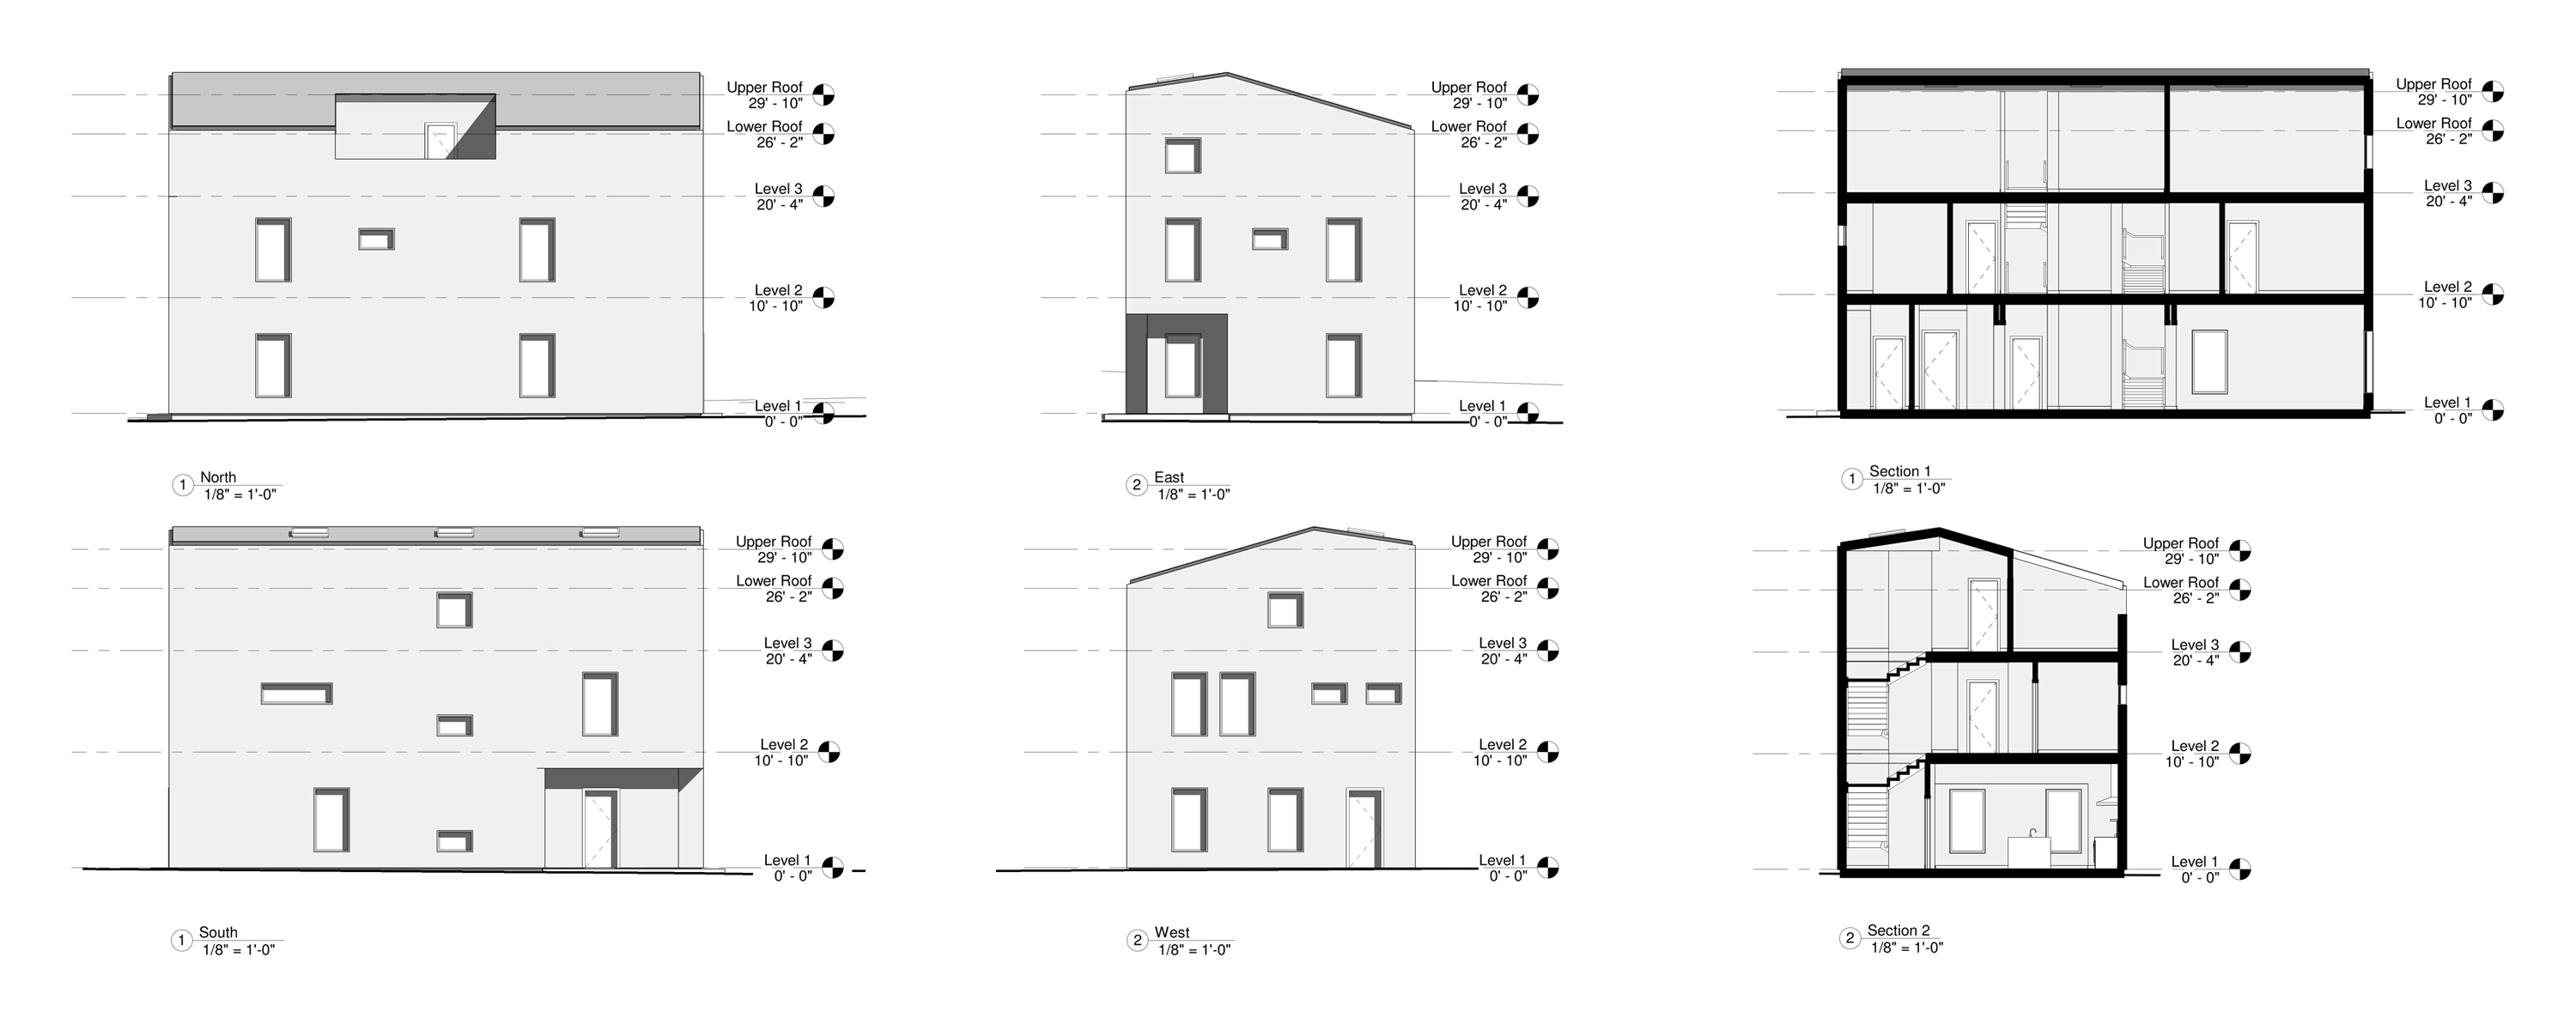 Upper Roof
29' - 10"
Lower Roof
26' - 2"
Level 3
20' - 4"
Level 2
10' - 10"
Level 1
0' - 0"
1
North
1/8" = 1'-0"
Upper Roof
29' - 10"
Lower Roof
26' - 2"
Level 3
20' - 4"
Level 2
10' - 10"
Level 1
0' - 0"
2
East
1/8" = 1'-0"
Upper Roof
29' - 10"
Lower Roof
26' - 2"
Level 3
20' - 4"
Level 2
10' - 10"
Level 1
0' - 0"
1
Section 1
1/8" = 1'-0"
Upper Roof
29' - 10"
Lower Roof
26' - 2"
Level 3
20' - 4"
Level 2
10' - 10"
Level 1
0' - 0"
1
South
1/8" = 1'-0"
Upper Roof
29' - 10"
Lower Roof
26' - 2"
Level 3
20' - 4"
Level 2
10' - 10"
Level 1
0' - 0"
2
West
1/8" = 1'-0"
Upper Roof
29' - 10"
Lower Roof
26' - 2"
Level 3
20' - 4"
Level 2
10' - 10"
Level 1
0' - 0"
2
Section 2
1/8" = 1'-0"